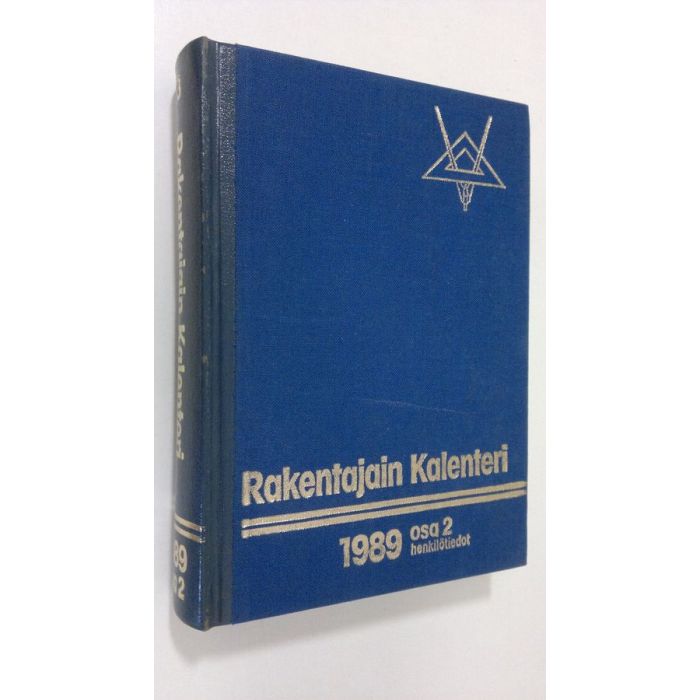 Rakentajain Kalenteri
1989 osa 2
henkilötiedot
Rakentajain Kalenteri
89
2